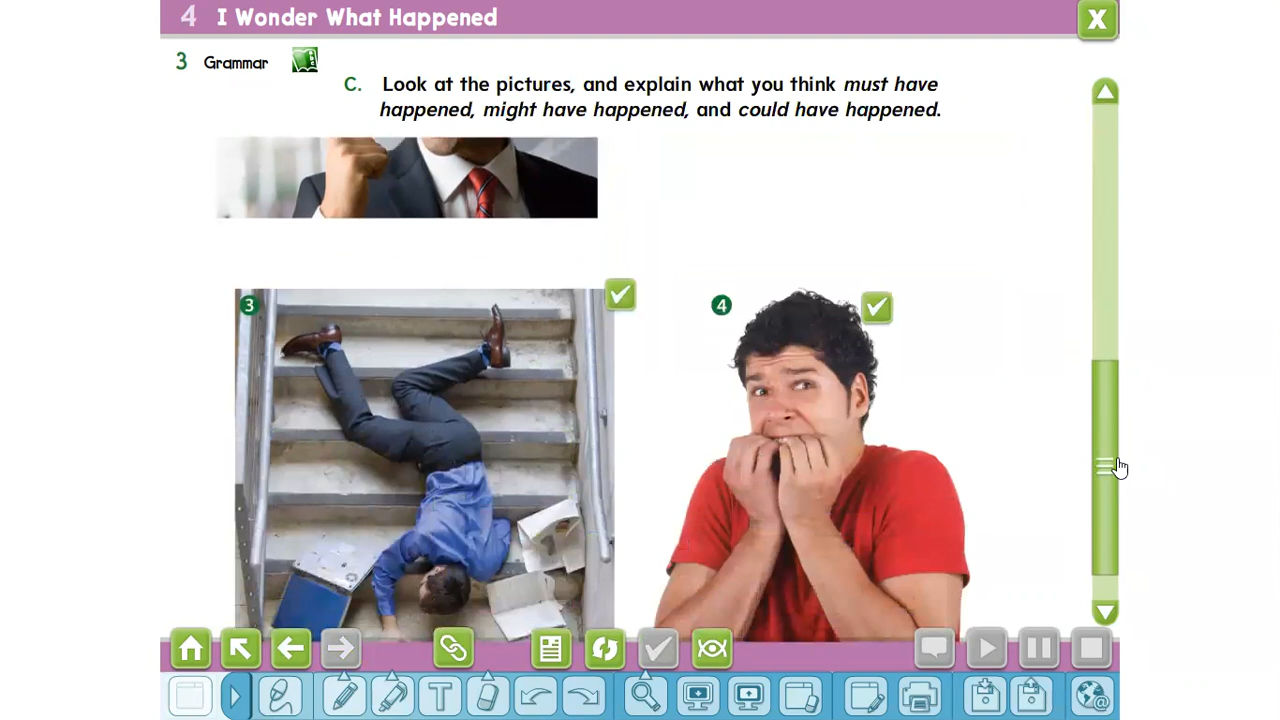 4 I Wonder What Happened
X
3 Grammar
C. Look at the pictures, and explain what you think must have
happened, might have happened, and could have happened.
3
4
T
@